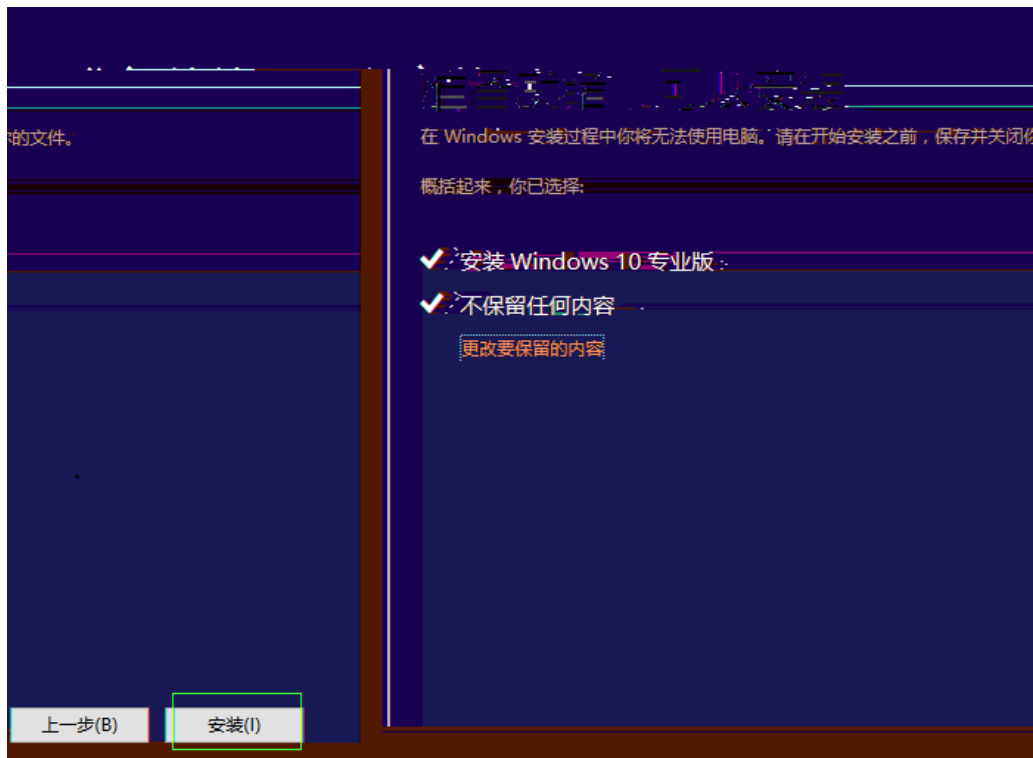 在 Windows 安装过程中你将无法使用电脑。请在开始安装之前，保存并关闭你
的文件。
概括起来，你已选择:
安装 Windows 10 专业版
不保留任何内容
更改要保留的内容
上一步(B)
安装(I)